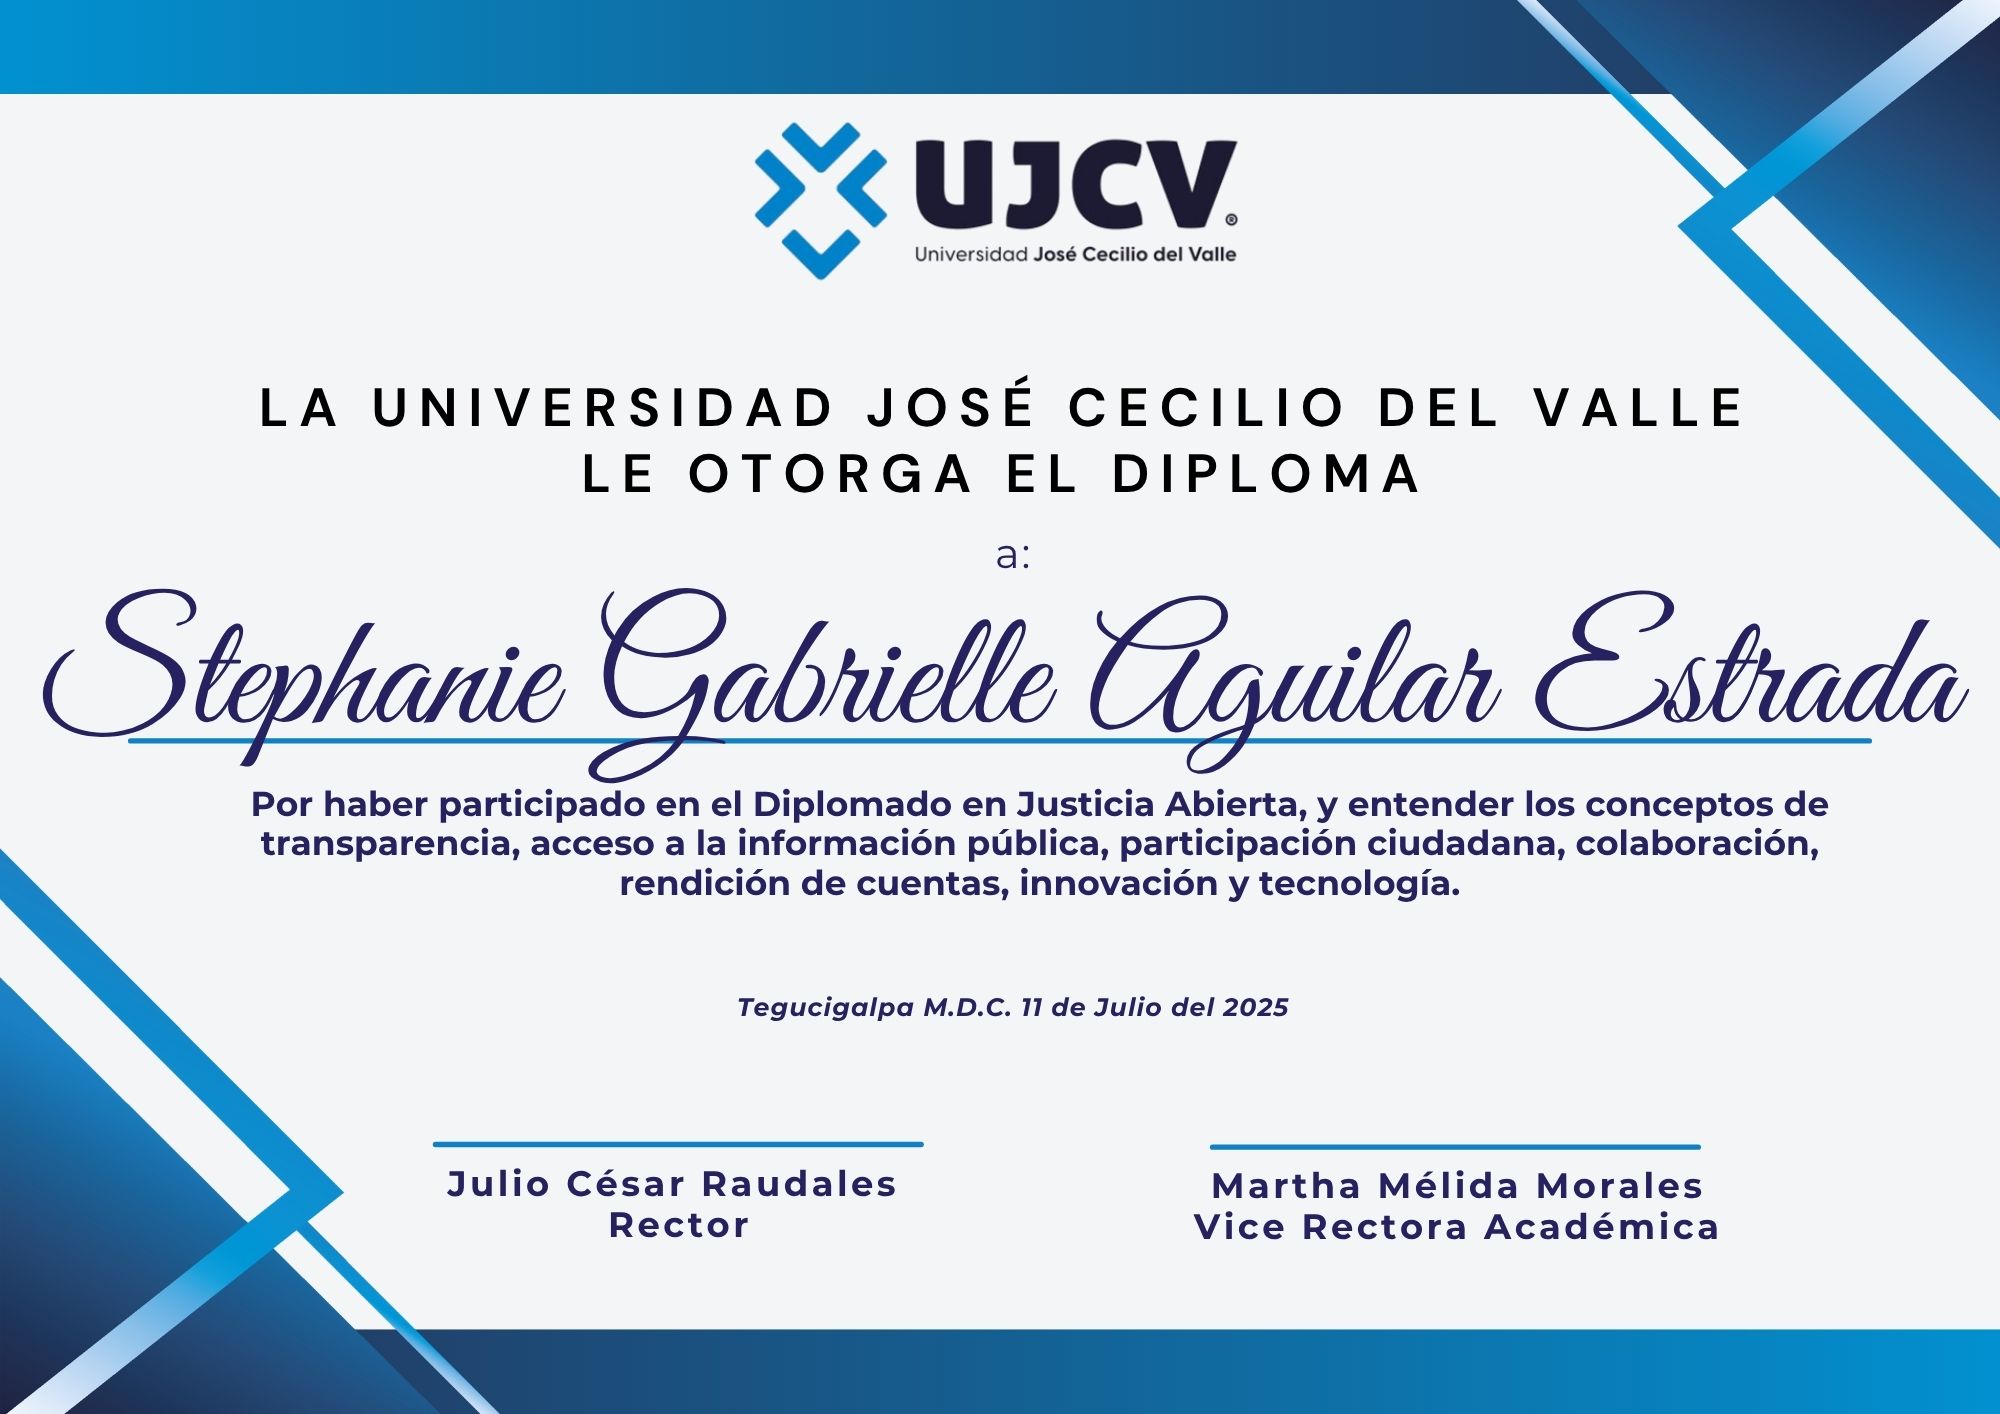 UJCV®
Universidad José Cecilio del Valle
LA UNIVERSIDAD JOSÉ CECILIO DEL VALLE
LE OTORGA EL DIPLOMA
a:
Stephanie Gabrielle Aguilar Estrada
Por haber participado en el Diplomado en Justicia Abierta, y entender los conceptos de
transparencia, acceso a la información pública, participación ciudadana, colaboración,
rendición de cuentas, innovación y tecnología.
Tegucigalpa M.D.C. 11 de Julio del 2025
Julio César Raudales
Rector
Martha Mélida Morales
Vice Rectora Académica